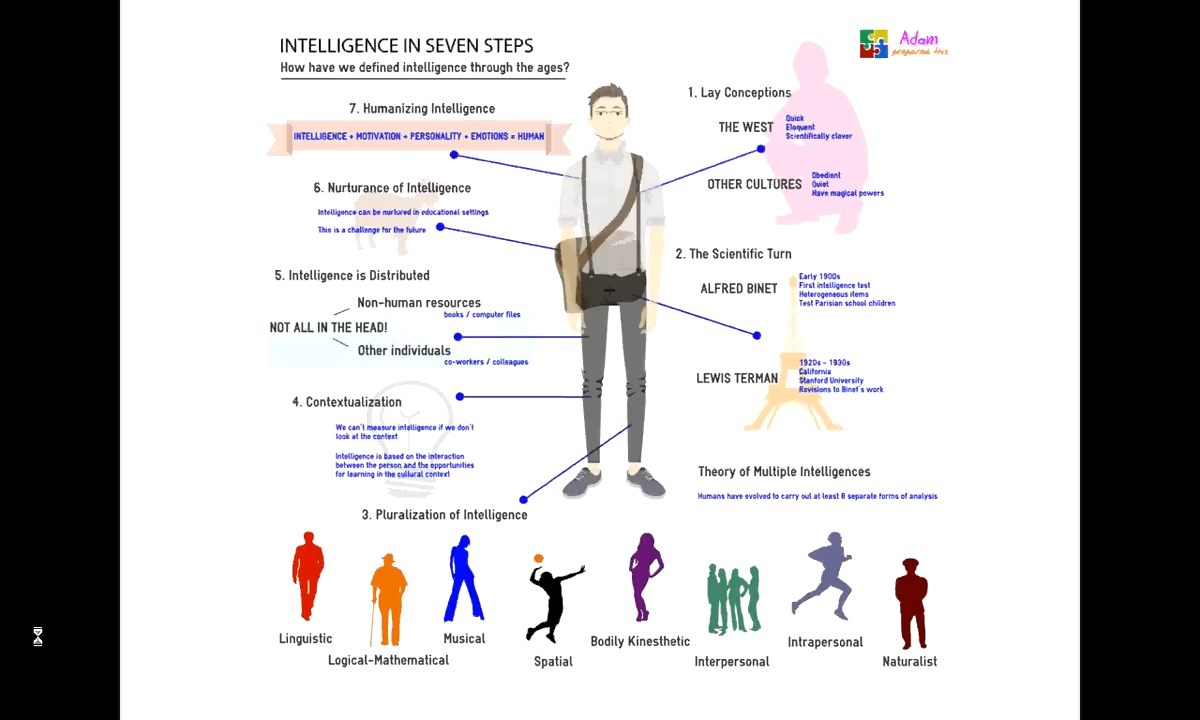 INTELLIGENCE IN SEVEN STEPS
How have we defined intelligence through the ages?
Adam
prepared this
1. Lay Conceptions
THE WEST
Quick
Eloquent
Scientifically clever
OTHER CULTURES
Obedient
Quiet
Have magical powers
2. The Scientific Turn
ALFRED BINET
Early 1900s
First intelligence test
Heterogeneous items
Test Parisian school children
LEWIS TERMAN
1920s - 1930s
California
Stanford University
Revisions to Binet's work
Theory of Multiple Intelligences
Humans have evolved to carry out at least 8 separate forms of analysis
7. Humanizing Intelligence
INTELLIGENCE + MOTIVATION + PERSONALITY + EMOTIONS = HUMAN
6. Nurturance of Intelligence
Intelligence can be nurtured in educational settings
This is a challenge for the future
5. Intelligence is Distributed
Non-human resources
books / computer files
NOT ALL IN THE HEAD!
Other individuals
co-workers / colleagues
4. Contextualization
We can't measure intelligence if we don't
look at the context
Intelligence is based on the interaction
between the person and the opportunities
for learning in the cultural context
3. Pluralization of Intelligence
Linguistic
Logical-Mathematical
Musical
Spatial
Bodily Kinesthetic
Interpersonal
Intrapersonal
Naturalist